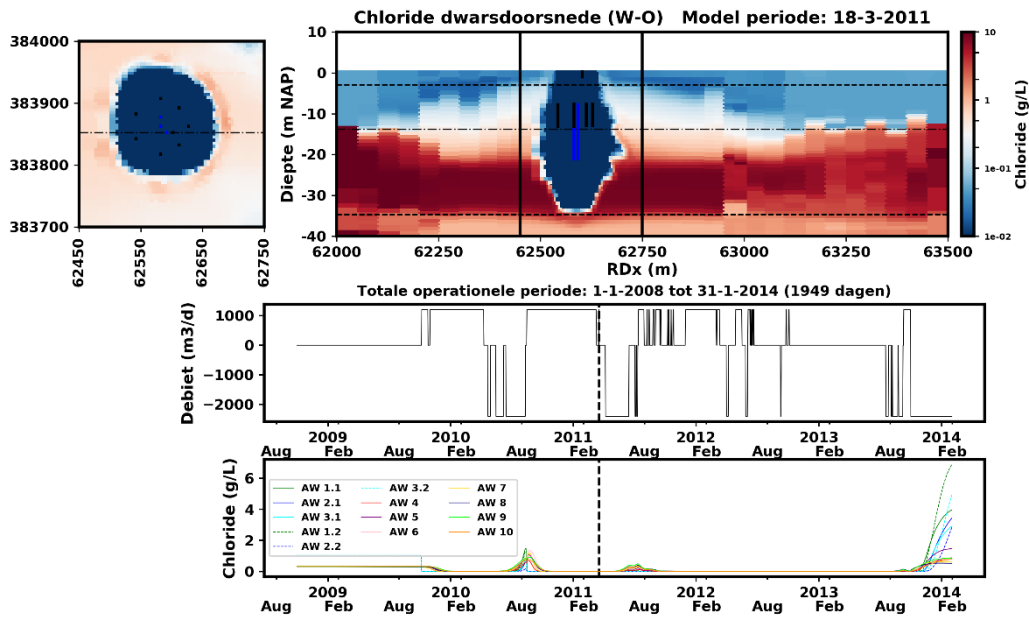 Chloride dwarsdoorsnede (W-O) Model periode: 18-3-2011
384000
383900
383800
383700
62450
62550
62650
62750
Diepte (m NAP)
10
0
-10
-20
-30
-40
62000
62250
62500
62750
63000
63250
63500
RDx (m)
10
1
1e-01
1e-02
Chloride (g/L)
Totale operationele periode: 1-1-2008 tot 31-1-2014 (1949 dagen)
Debiet (m3/d)
1000
0
−1000
−2000
2009 2010 2011 2012 2013 2014
Aug Feb Aug Feb Aug Feb Aug Feb Aug Feb Aug Feb
Chloride (g/L)
6
4
2
0
AW 1.1 AW 3.2 AW 7
AW 2.1 AW 4 AW 8
AW 3.1 AW 5 AW 9
AW 1.2 AW 6 AW 10
AW 2.2
2009 2010 2011 2012 2013 2014
Aug Feb Aug Feb Aug Feb Aug Feb Aug Feb Aug Feb